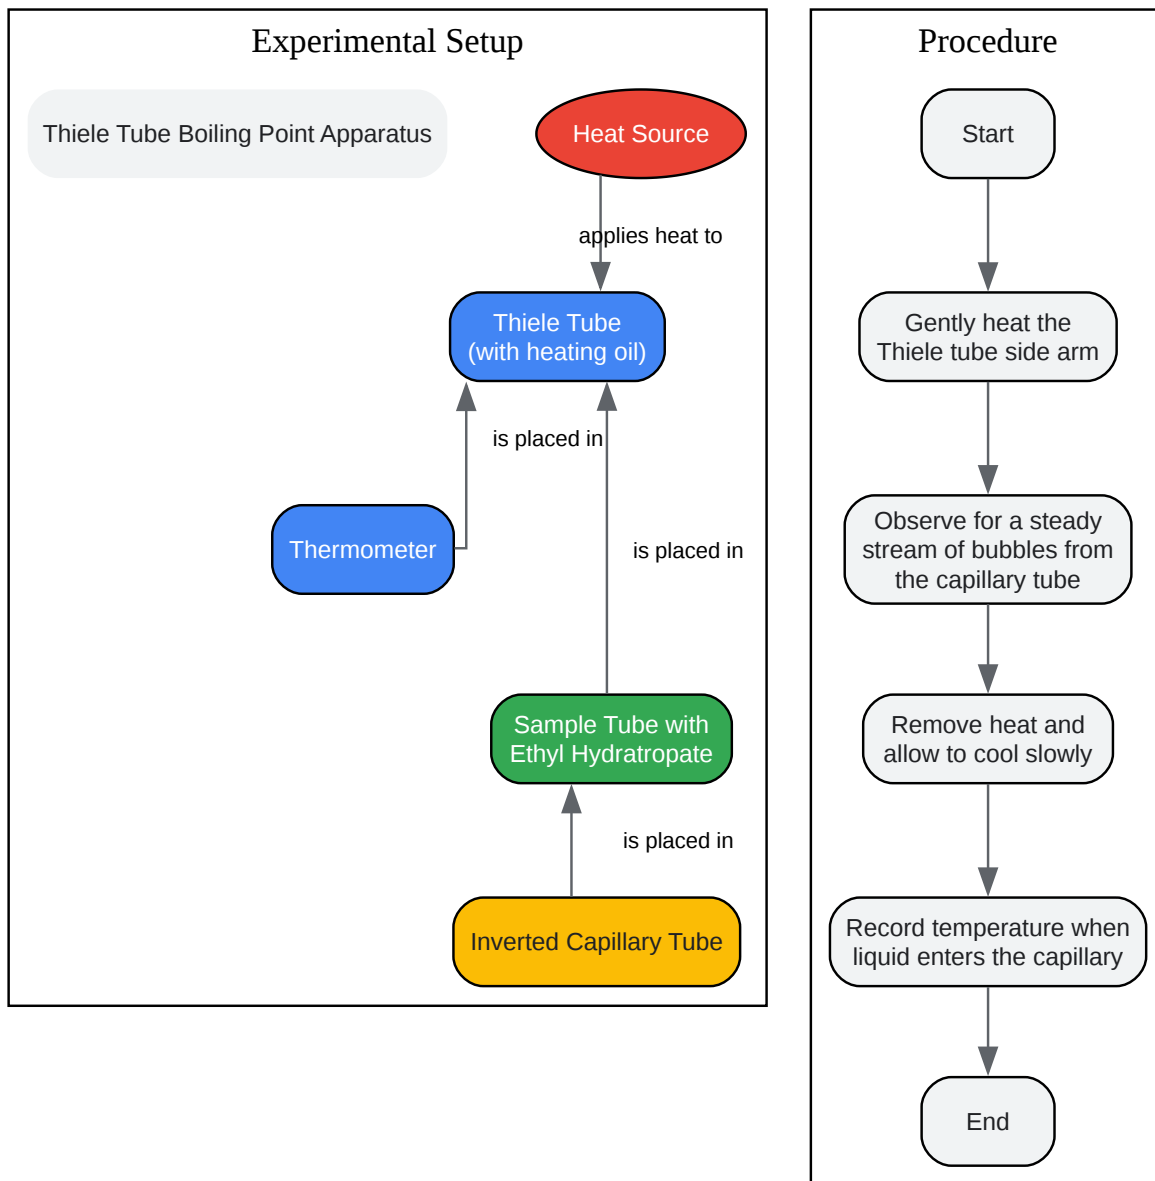 Experimental Setup
Thiele Tube Boiling Point Apparatus
Heat Source
applies heat to
Thiele Tube
(with heating oil)
is placed in
Thermometer
is placed in
Sample Tube with
Ethyl Hydratropate
is placed in
Inverted Capillary Tube
Procedure
Start
Gently heat the
Thiele tube side arm
Observe for a steady
stream of bubbles from
the capillary tube
Remove heat and
allow to cool slowly
Record temperature when
liquid enters the capillary
End